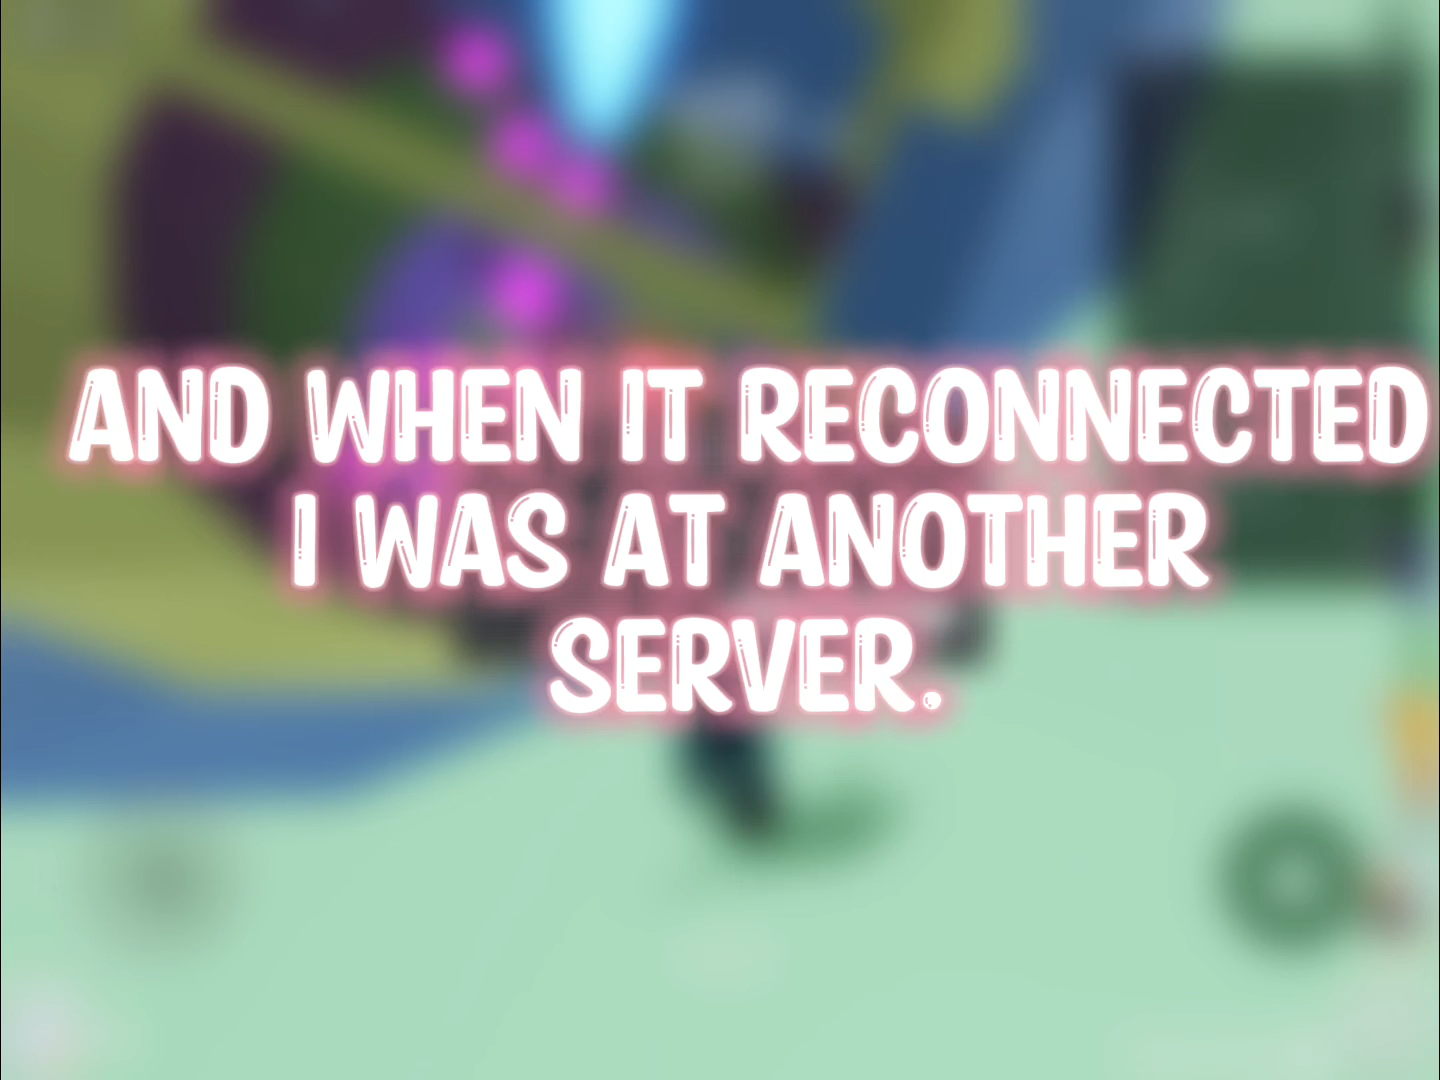 AND WHEN IT RECONNECTED
I WAS AT ANOTHER
SERVER.